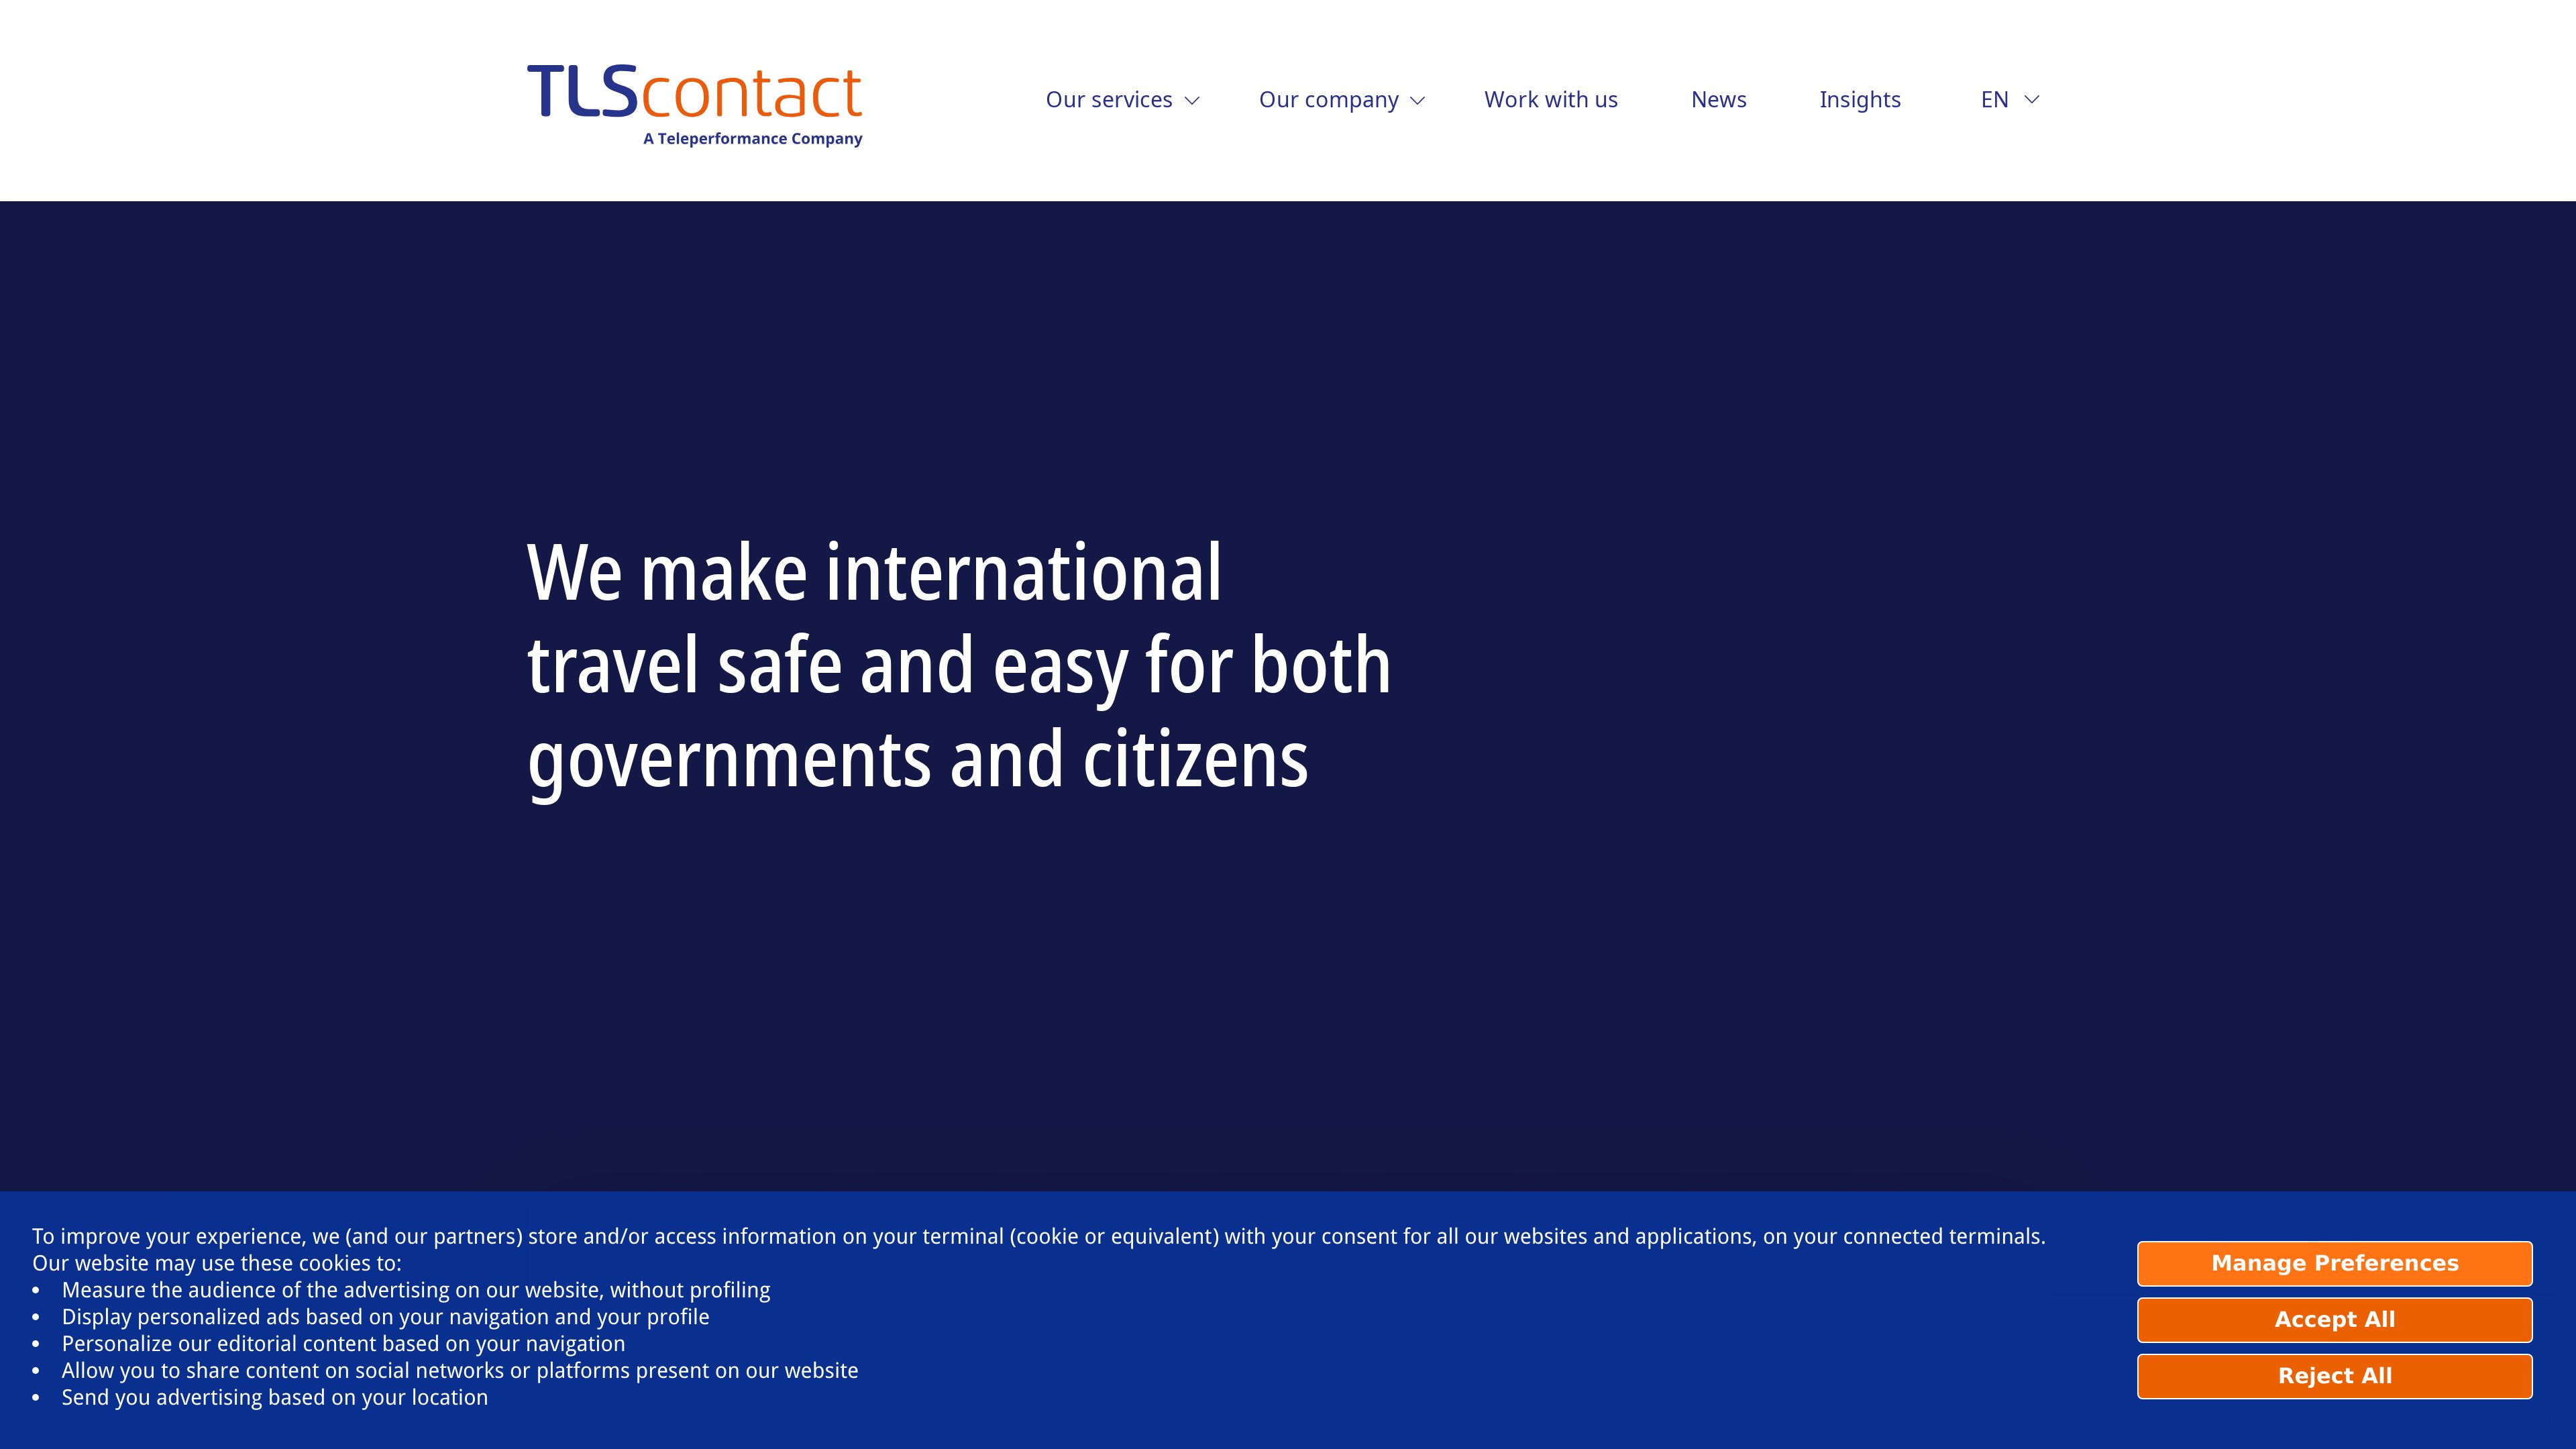 TLScontact
A Teleperformance Company
Our services
Our company
Work with us
News
Insights
EN
We make international
travel safe and easy for both
governments and citizens
To improve your experience, we (and our partners) store and/or access information on your terminal (cookie or equivalent) with your consent for all our websites and applications, on your connected terminals.
Our website may use these cookies to:
• Measure the audience of the advertising on our website, without profiling
• Display personalized ads based on your navigation and your profile
• Personalize our editorial content based on your navigation
• Allow you to share content on social networks or platforms present on our website
• Send you advertising based on your location
Manage Preferences
Accept All
Reject All